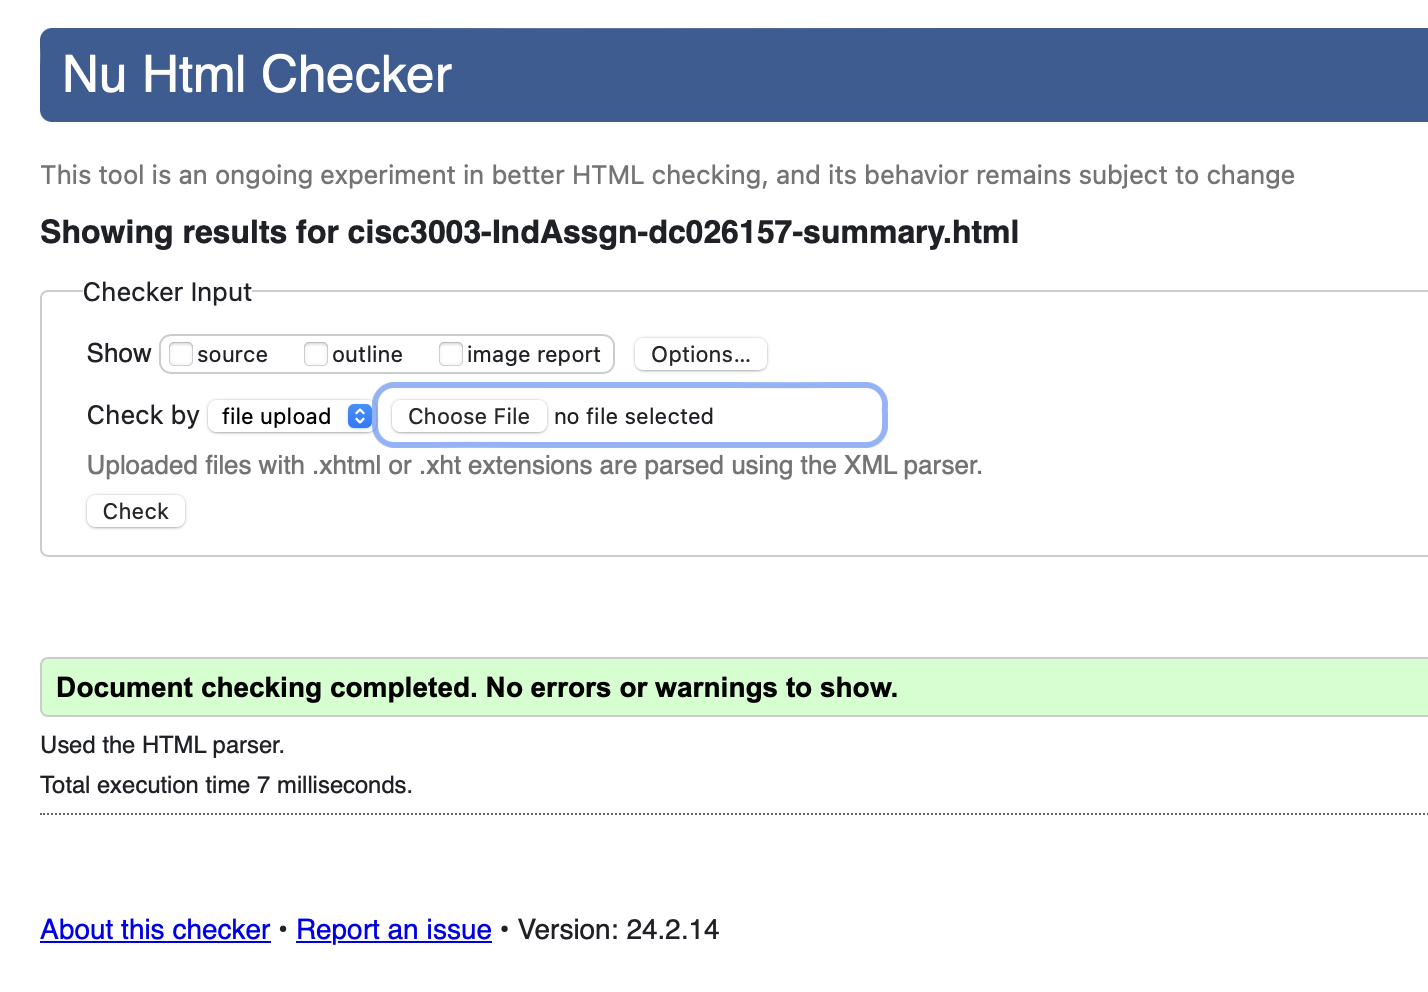 Nu Html Checker
This tool is an ongoing experiment in better HTML checking, and its behavior remains subject to change
Showing results for cisc3003-IndAssgn-dc026157-summary.html
Checker Input
Show source outline image report Options...
Check by file upload Choose File no file selected
Uploaded files with .xhtml or .xht extensions are parsed using the XML parser.
Check
Document checking completed. No errors or warnings to show.
Used the HTML parser.
Total execution time 7 milliseconds.
About this checker • Report an issue • Version: 24.2.14